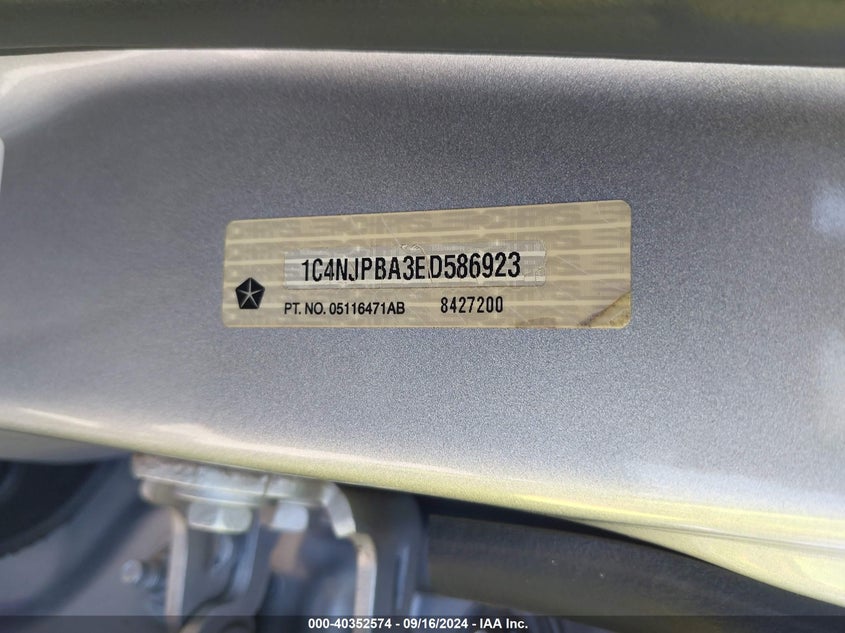 1C4NJPBA3ED586923
PT. NO. 05116471AB 8427200
000-40352574 - 09/16/2024 - IAA Inc.